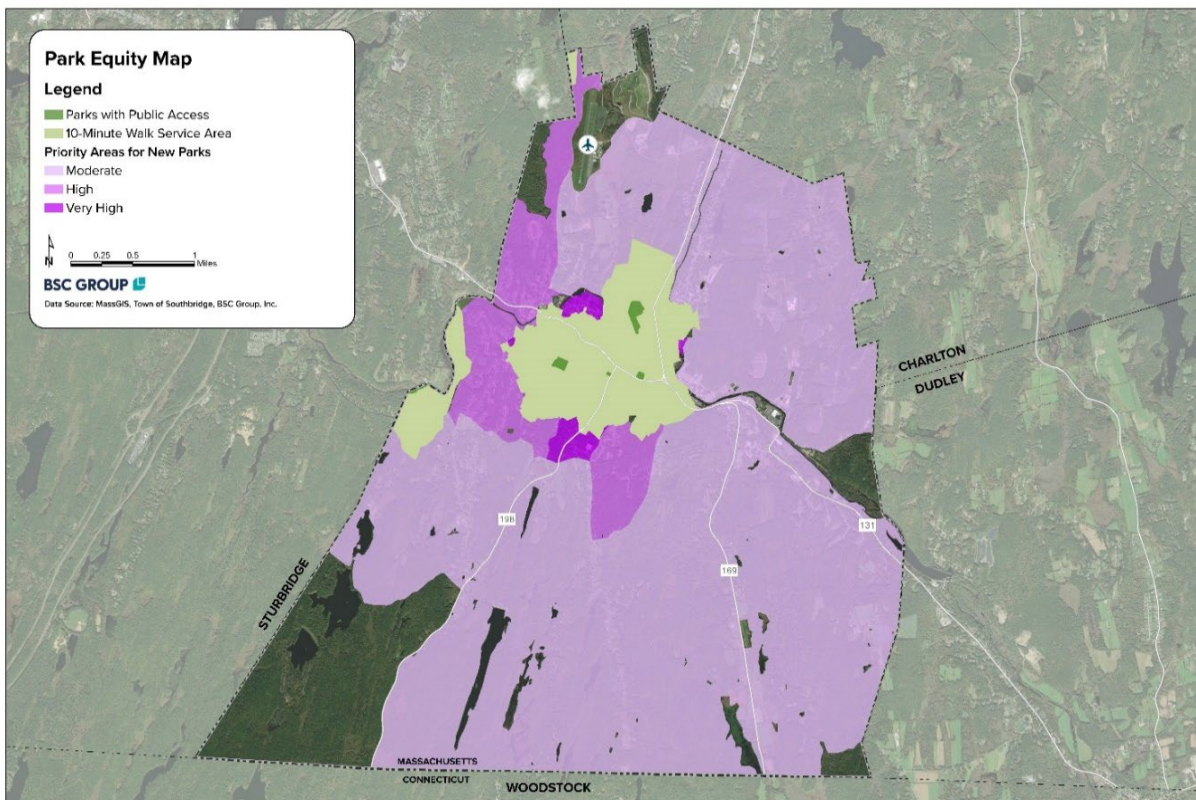 Park Equity Map
Legend
Parks with Public Access
10-Minute Walk Service Area
Priority Areas for New Parks
Moderate
High
Very High
N
0 0.25 0.5 1
Miles
BSC GROUP
Data Source: MassGIS, Town of Southbridge, BSC Group, Inc.
CHARLTON
DUDLEY
198
131
169
STURBRIDGE
MASSACHUSETTS
CONNECTICUT
WOODSTOCK